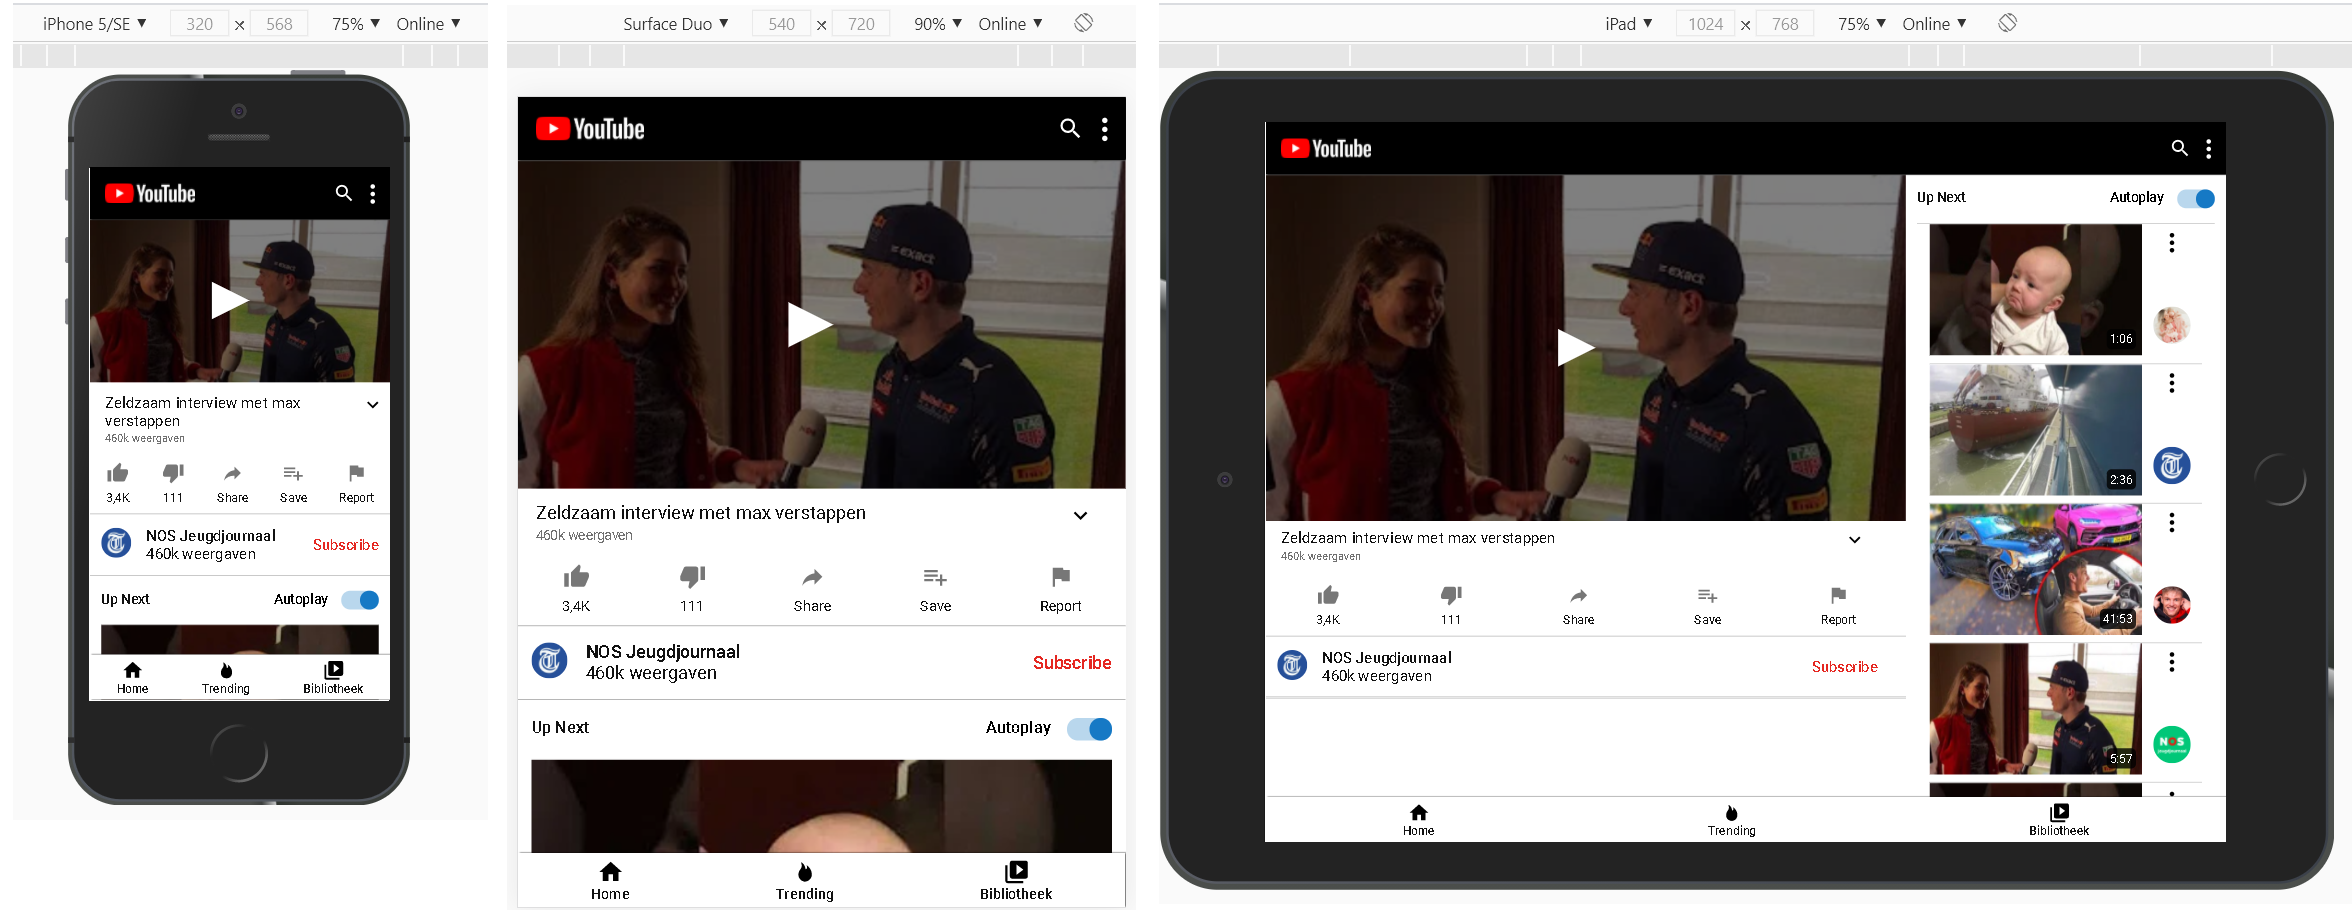 iPhone 5/SE ▼ 320 × 568 75% ▼ Online ▼
YouTube
Zeldzaam interview met max
verstappen
460k weergaven
3,4K 111 Share Save Report
NOS Jeugdjournaal
460k weergaven
Subscribe
Up Next Autoplay
Home Trending Bibliotheek
Surface Duo ▼ 540 × 720 90% ▼ Online ▼
YouTube
exact
Zeldzaam interview met max verstappen
460k weergaven
3,4K 111 Share Save Report
NOS Jeugdjournaal
460k weergaven
Subscribe
Up Next Autoplay
Home Trending Bibliotheek
iPad ▼ 1024 × 768 75% ▼ Online ▼
YouTube
exact
Zeldzaam interview met max verstappen
460k weergaven
3,4K 111 Share Save Report
NOS Jeugdjournaal
460k weergaven
Subscribe
Up Next Autoplay
1:06
2:36
41:53
5:57
NOS
jeugdjournaal
Home Trending Bibliotheek